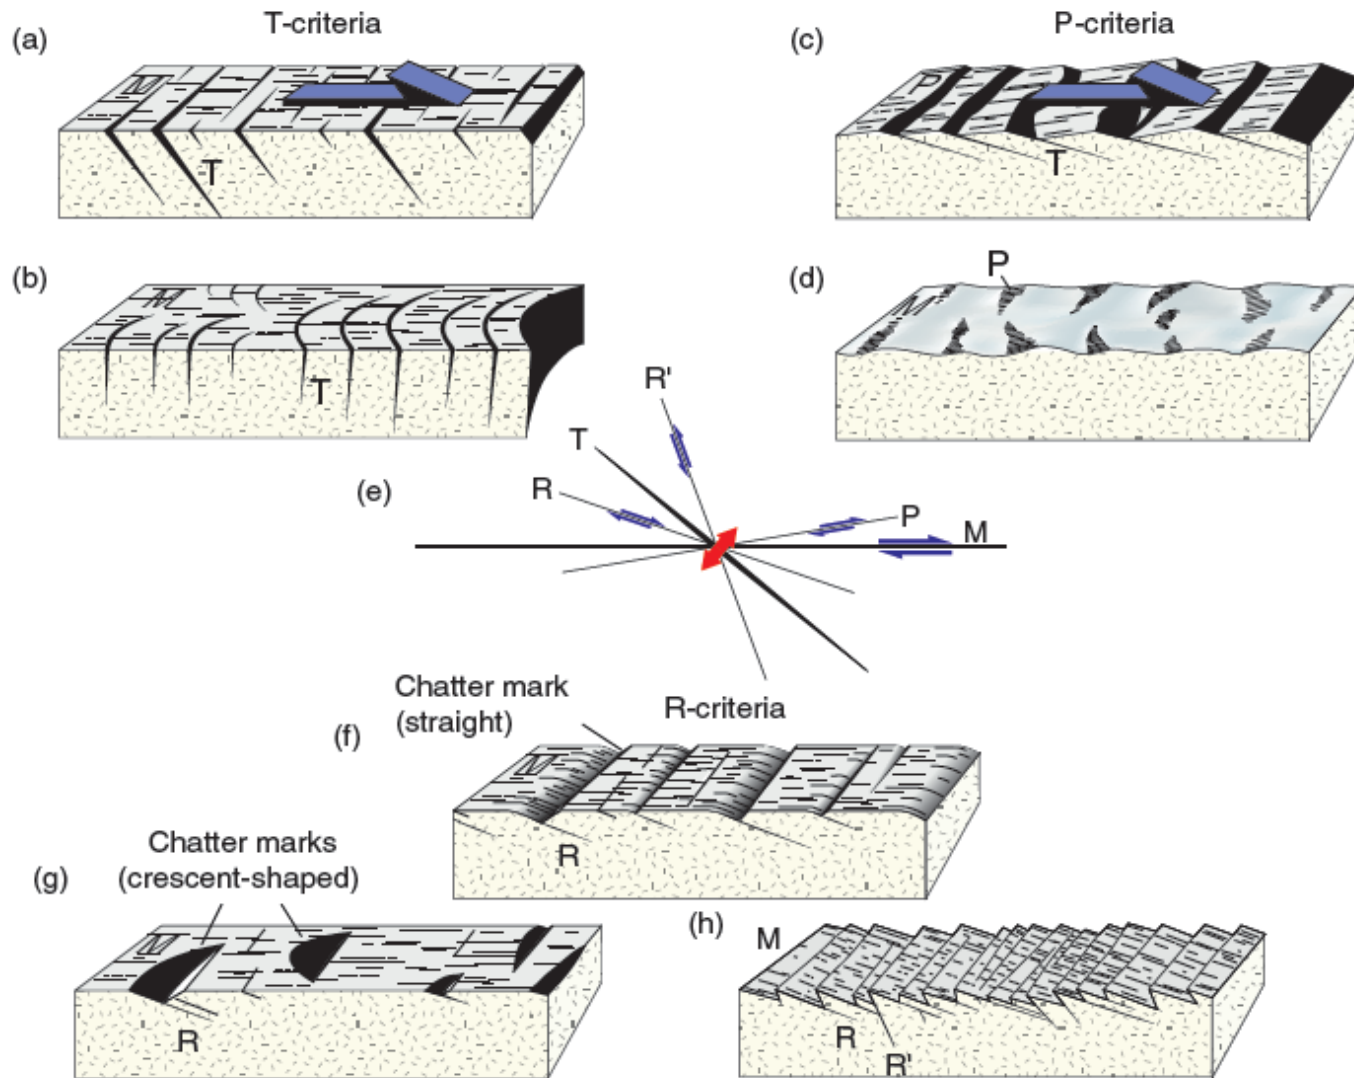 T-criteria
P-criteria
(a)
M
T
(c)
P
T
(b)
M
T
(d)
P
M
(e)
R'
T
R
P
M
Chatter mark
(straight)
R-criteria
(f)
M
R
Chatter marks
(crescent-shaped)
(g)
M
R
(h)
M
R
R'